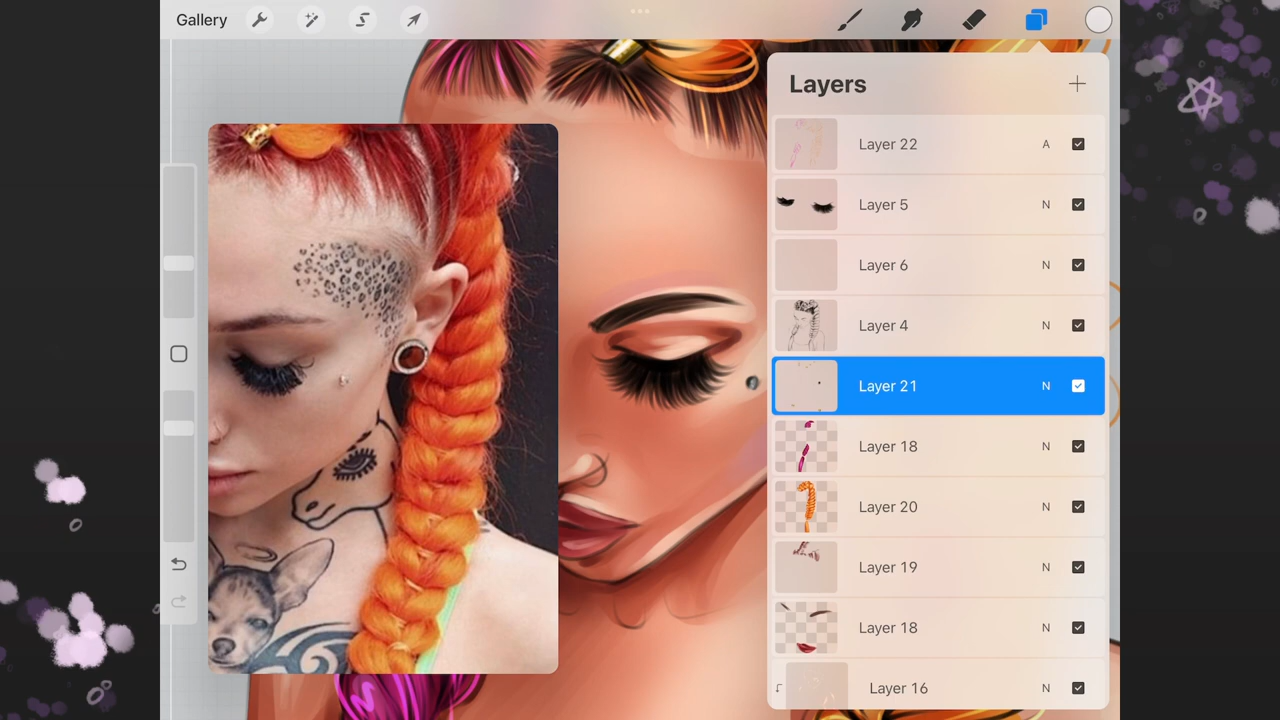 Gallery
Layers
Layer 22 A
Layer 5 N
Layer 6 N
Layer 4 N
Layer 21 N
Layer 18 N
Layer 20 N
Layer 19 N
Layer 18 N
Layer 16 N